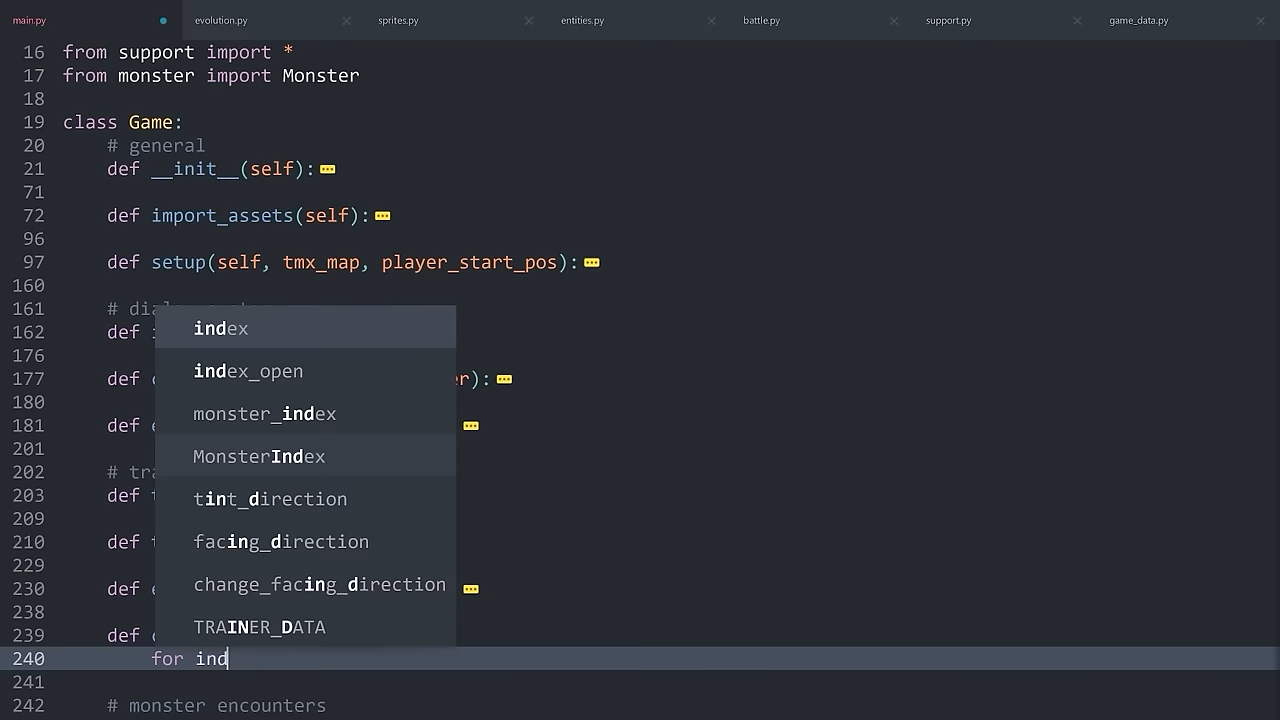 main.py evolution.py sprites.py entities.py battle.py support.py game_data.py
16 from support import *
17 from monster import Monster
18
19 class Game:
20 # general
21 def __init__(self):
71
72 def import_assets(self):
96
97 def setup(self, tmx_map, player_start_pos):
160
161 # dia
162 def
176
177 def er):
180
181 def
201
202 # tra
203 def
209
210 def
229
230 def
238
239 def
index
index_open
monster_index
MonsterIndex
tint_direction
facing_direction
change_facing_direction
TRAINER_DATA
240 for ind
241
242 # monster encounters